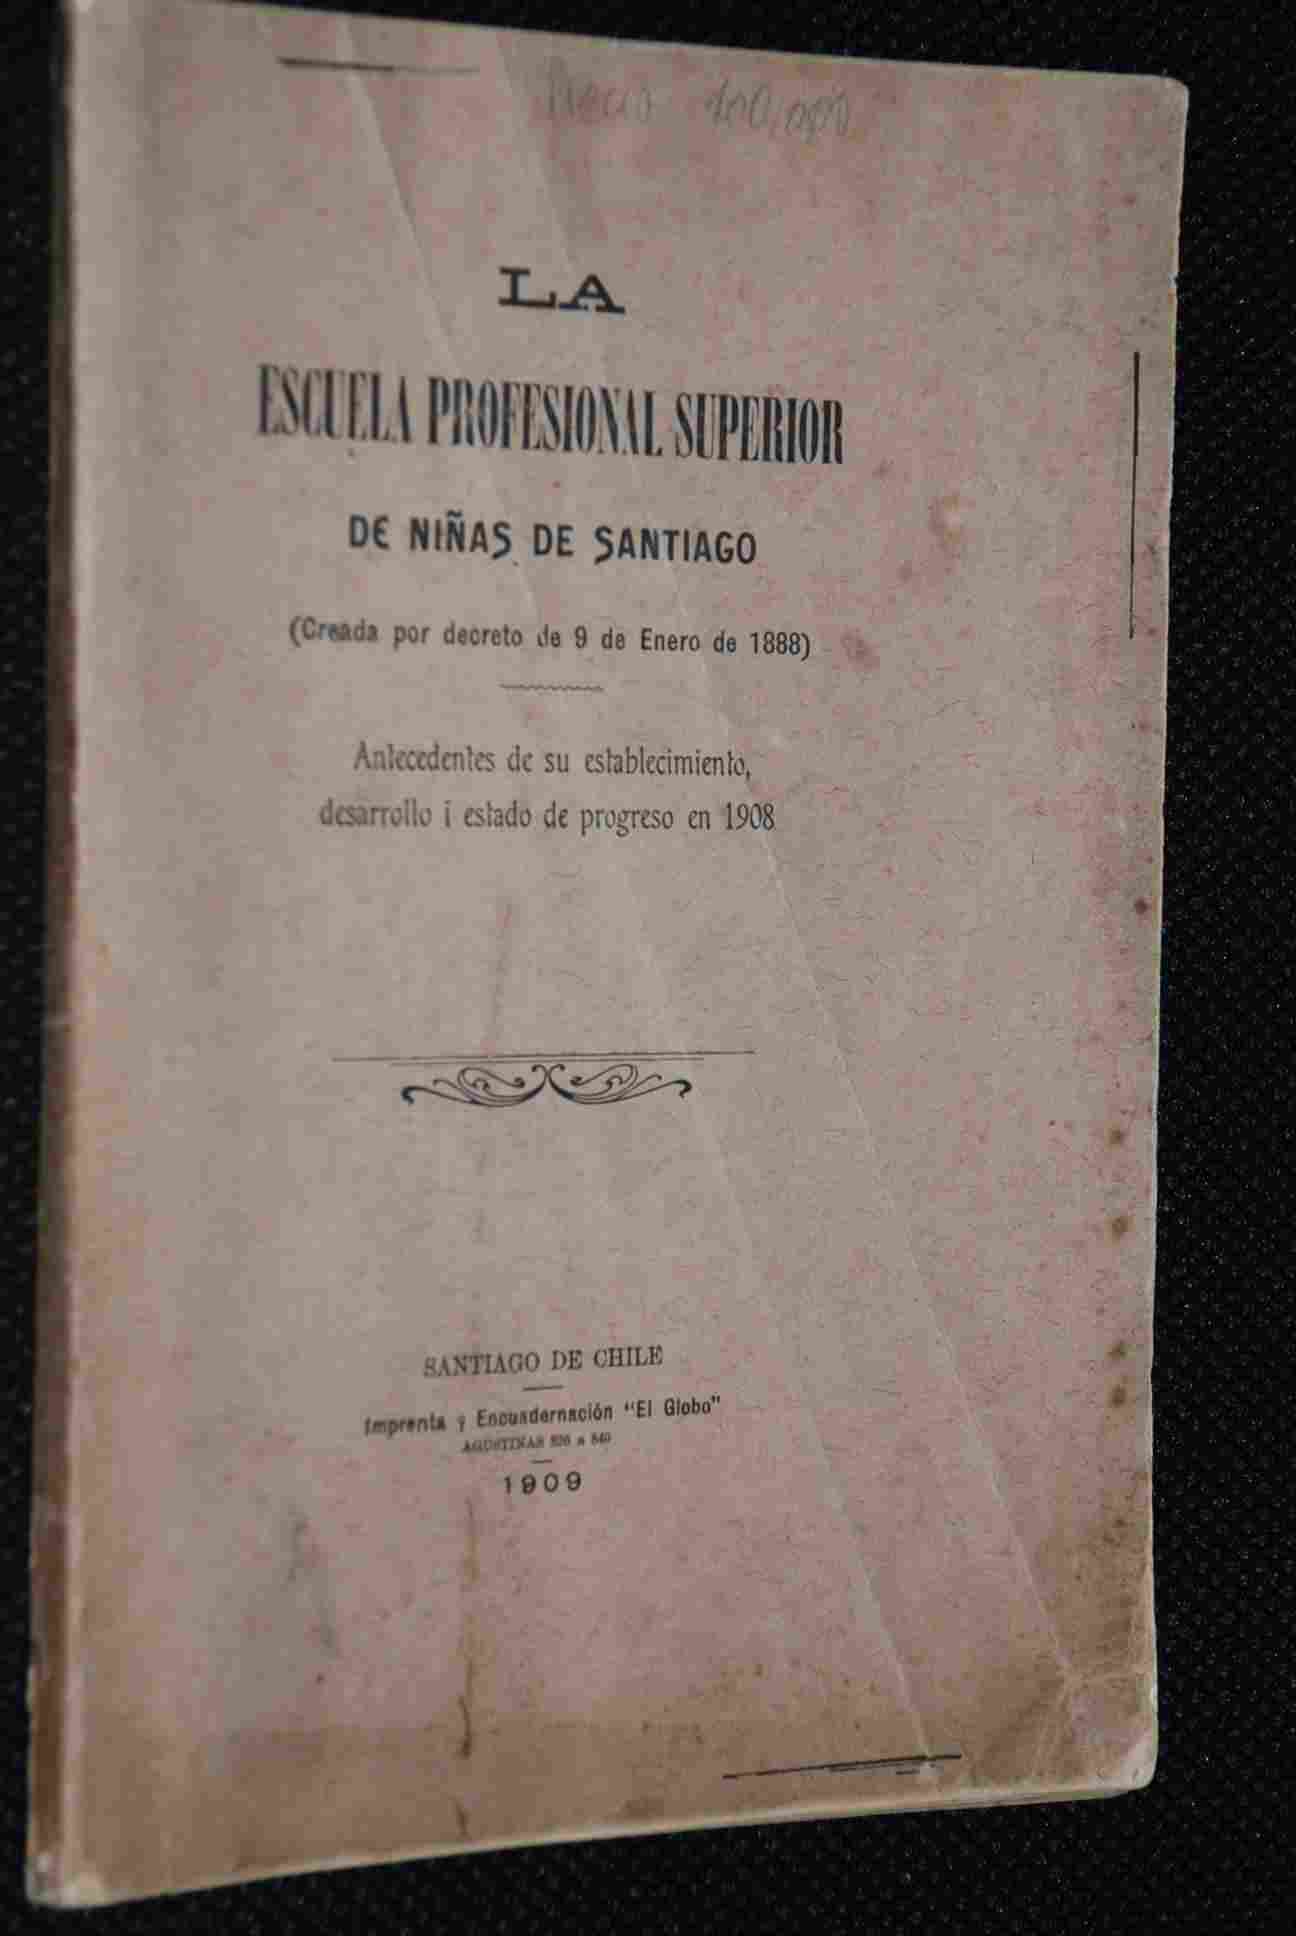 LA
ESCUELA PROFESIONAL SUPERIOR
DE NIÑAS DE SANTIAGO
(Creada por decreto de 9 de Enero de 1888)
Antecedentes de su establecimiento,
desarrollo i estado de progreso en 1908
SANTIAGO DE CHILE
Imprenta y Encuadernación "El Globo"
AGUSTINAS
1909